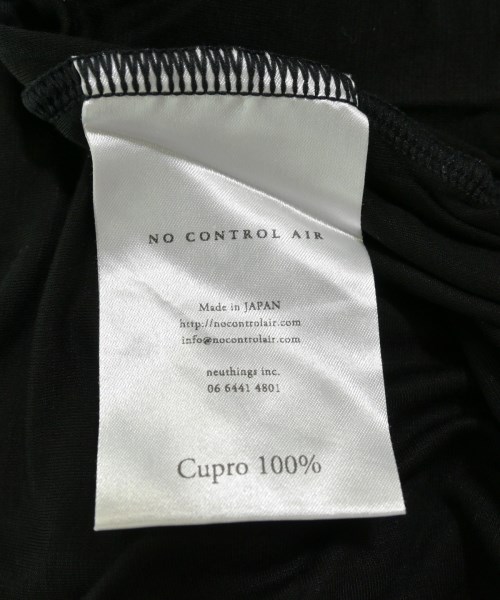 NO CONTROL AIR
Made in JAPAN
http://nocontrolair.com
info@nocontrolair.com
neuthings inc.
06 6441 4801
Cupro 100%